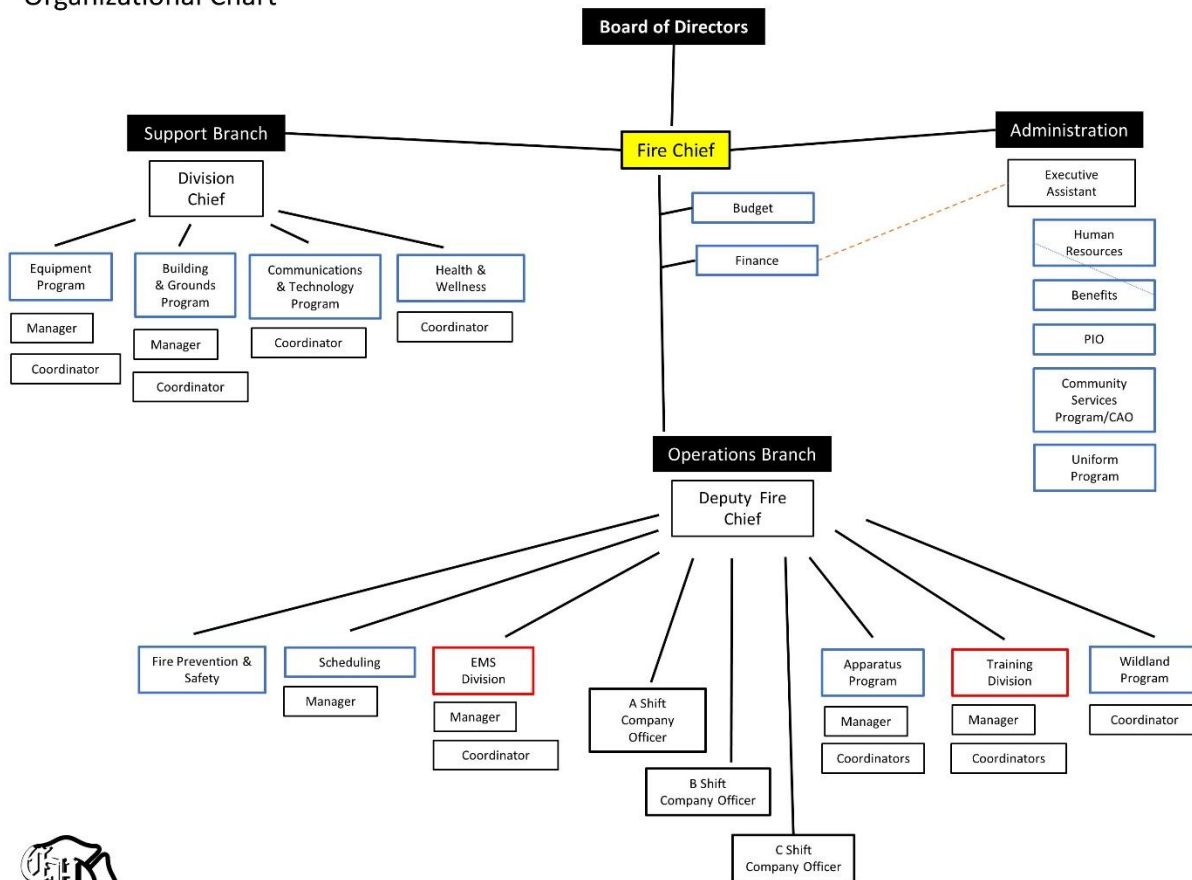 Organizational Chart
Board of Directors
Support Branch
Fire Chief
Administration
Division
Chief
Executive
Assistant
Budget
Finance
Human
Resources
Benefits
PIO
Community
Services
Program/CAO
Uniform
Program
Equipment
Program
Manager
Coordinator
Building
& Grounds
Program
Manager
Coordinator
Communications
& Technology
Program
Coordinator
Health &
Wellness
Coordinator
Operations Branch
Deputy Fire
Chief
Fire Prevention &
Safety
Scheduling
Manager
EMS
Division
Manager
Coordinator
A Shift
Company
Officer
B Shift
Company Officer
C Shift
Company Officer
Apparatus
Program
Manager
Coordinators
Training
Division
Manager
Coordinators
Wildland
Program
Coordinator